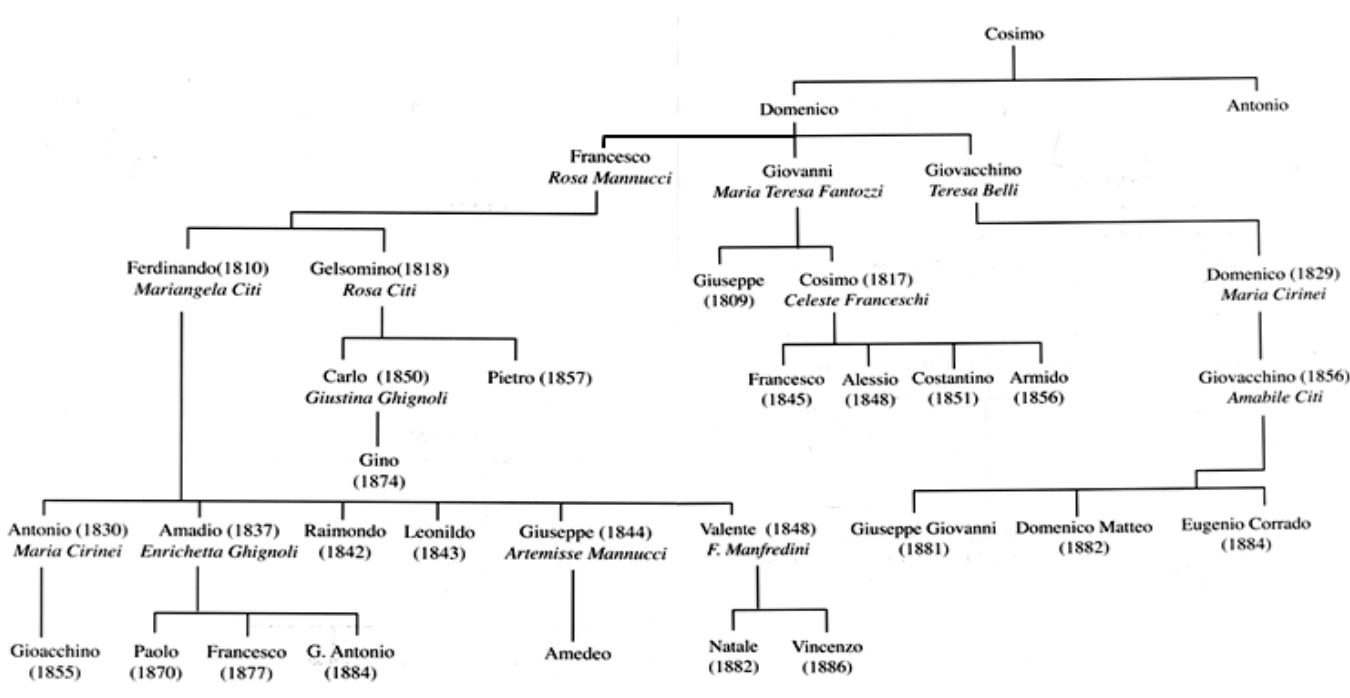 Cosimo
Domenico
Antonio
Francesco
Rosa Mannucci
Giovanni
Maria Teresa Fantozzi
Giovacchino
Teresa Belli
Ferdinando(1810)
Mariangela Citi
Gelsomino(1818)
Rosa Citi
Giuseppe
(1809)
Cosimo (1817)
Celeste Franceschi
Domenico (1829)
Maria Cirinei
Carlo (1850)
Giustina Ghignoli
Pietro (1857)
Francesco
(1845)
Alessio
(1848)
Costantino
(1851)
Armido
(1856)
Giovacchino (1856)
Amabile Citi
Gino
(1874)
Antonio (1830)
Maria Cirinei
Amadio (1837)
Enrichetta Ghignoli
Raimondo
(1842)
Leonildo
(1843)
Giuseppe (1844)
Artemisse Mannucci
Valente (1848)
F. Manfredini
Giuseppe Giovanni
(1881)
Domenico Matteo
(1882)
Eugenio Corrado
(1884)
Gioacchino
(1855)
Paolo
(1870)
Francesco
(1877)
G. Antonio
(1884)
Amedeo
Natale
(1882)
Vincenzo
(1886)